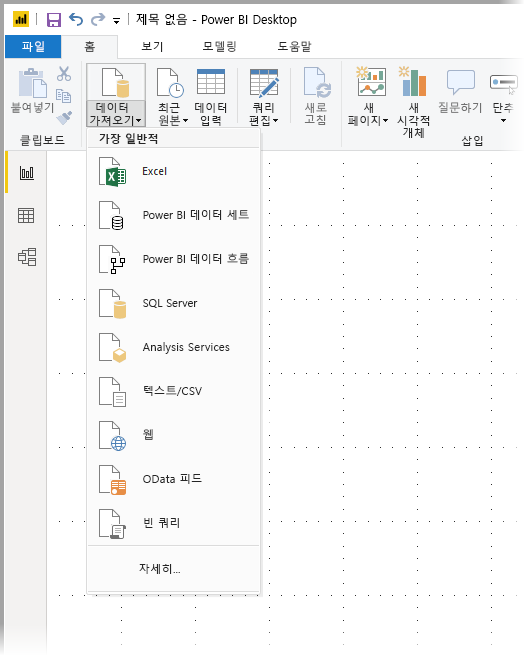 제목 없음 - Power BI Desktop
파일 홈 보기 모델링 도움말
붙여넣기 데이터 가져오기 최근 원본 데이터 입력 쿼리 편집 새로 고침 새 페이지 새 시각적 개체 질문하기 단추
클립보드 삽입
가장 일반적
Excel
Power BI 데이터 세트
Power BI 데이터 흐름
SQL Server
Analysis Services
텍스트/CSV
웹
OData 피드
빈 쿼리
자세히...